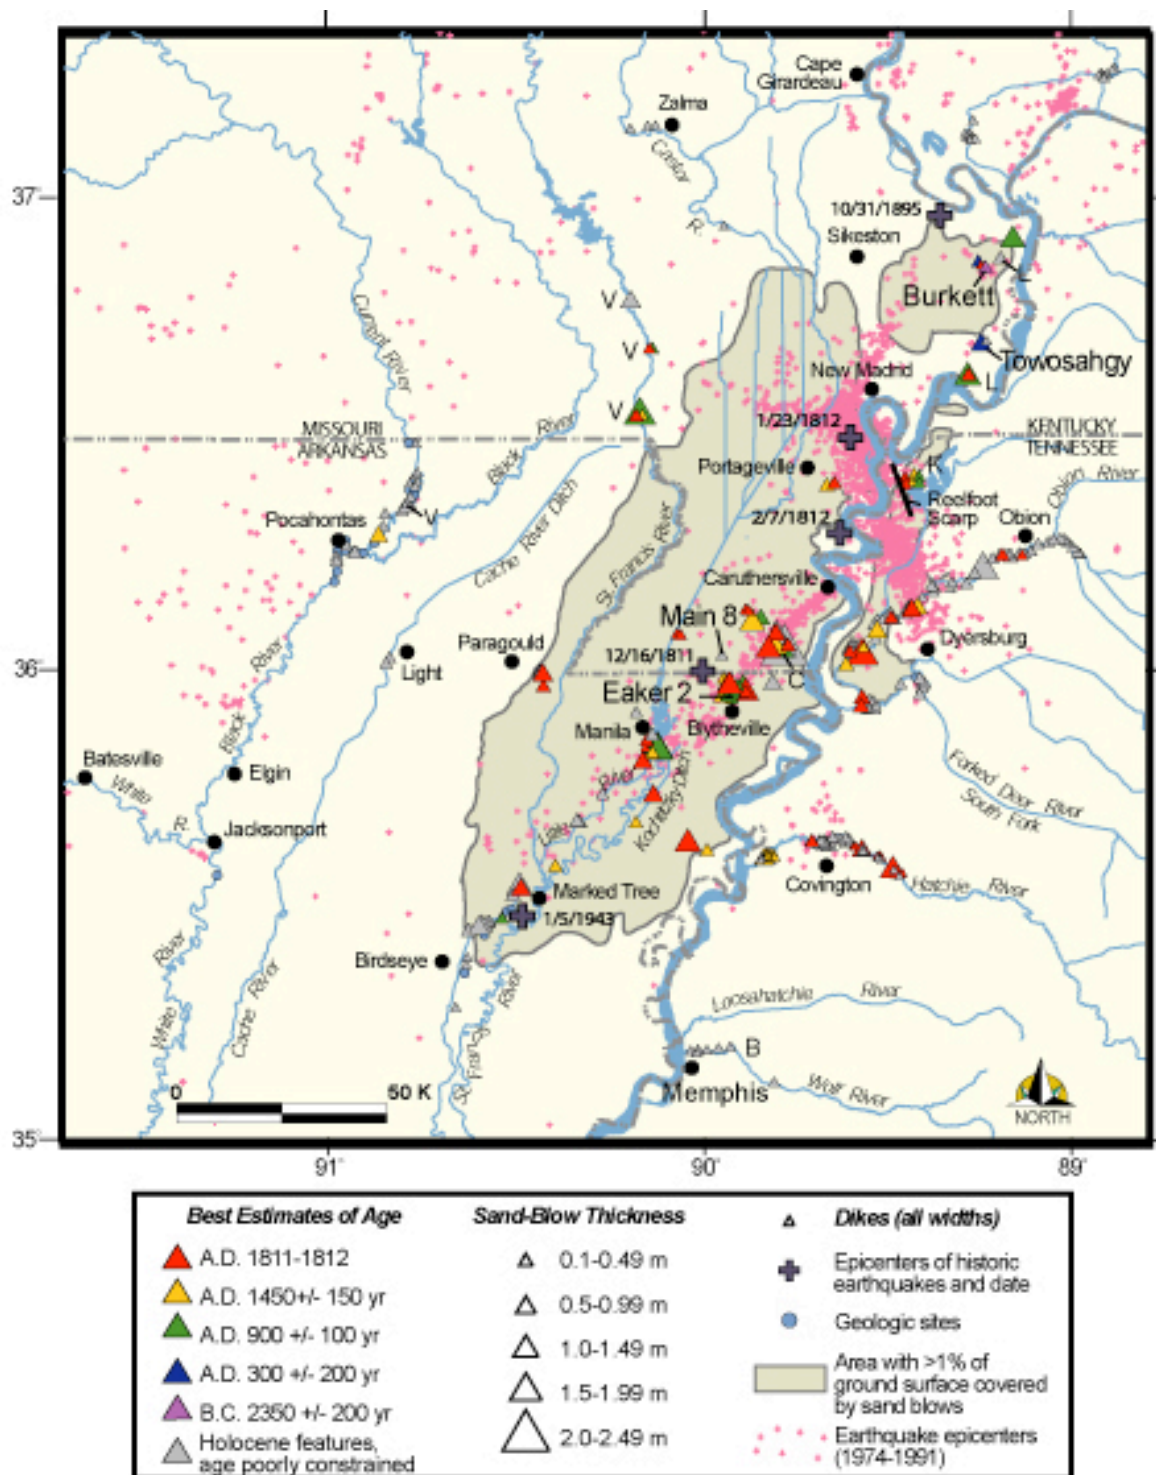 Cape
Girardeau
Zalma
Castor
R.
37°
10/31/1895
Sikeston
Burkett
L
V
Current River
V
Towosahgy
New Madrid
L
V
1/23/1812
MISSOURI
ARKANSAS
River
Black
KENTUCKY
TENNESSEE
Portageville
K
Obion River
Reelfoot
Scarp
V
Pocahontas
2/7/1812
Obion
Cache River Ditch
St. Francis River
Caruthersville
Main 8
Paragould
Dyersburg
12/16/1811
36°
Light
River
C
Eaker 2
Manila
Blytheville
Black
Batesville
Elgin
White
R.
River
Forked Deer River
South Fork
Kochtitzky Ditch
Jacksonport
Little
Covington
Hatchie River
Marked Tree
1/5/1943
Birdseye
River
River
Cache River
White
St. Francis
Loosahatchie River
B
Memphis
Wolf River
0 50 K
NORTH
35°
91° 90° 89°
Best Estimates of Age
A.D. 1811-1812
A.D. 1450+/- 150 yr
A.D. 900 +/- 100 yr
A.D. 300 +/- 200 yr
B.C. 2350 +/- 200 yr
Holocene features,
age poorly constrained
Sand-Blow Thickness
0.1-0.49 m
0.5-0.99 m
1.0-1.49 m
1.5-1.99 m
2.0-2.49 m
Dikes (all widths)
Epicenters of historic
earthquakes and date
Geologic sites
Area with >1% of
ground surface covered
by sand blows
Earthquake epicenters
(1974-1991)